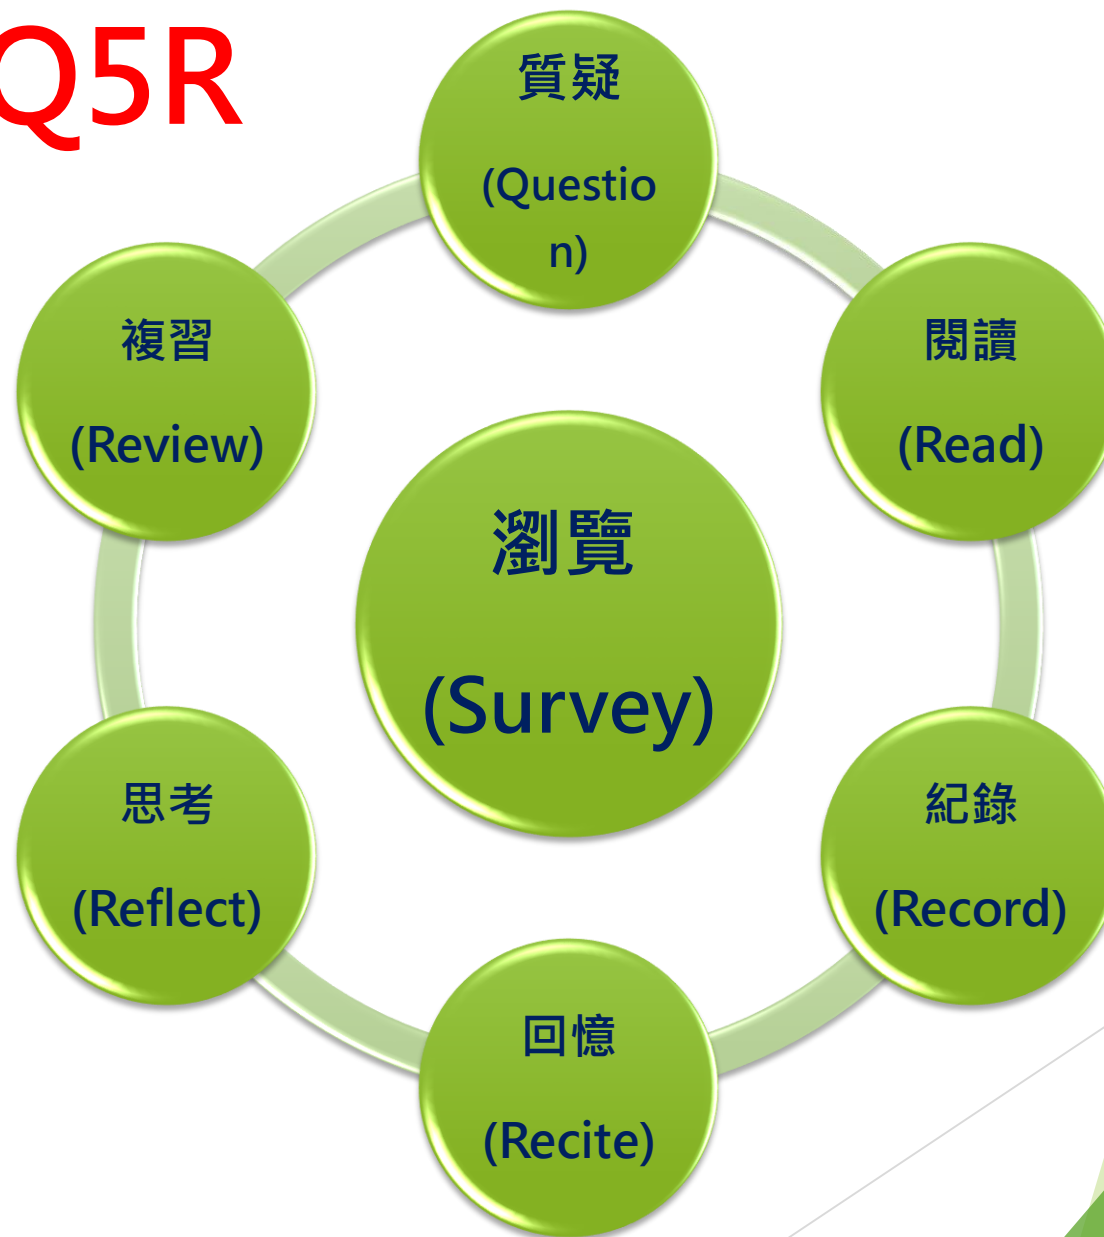 Q5R
質疑
(Questio
n)
閱讀
(Read)
紀錄
(Record)
回憶
(Recite)
思考
(Reflect)
複習
(Review)
瀏覽
(Survey)